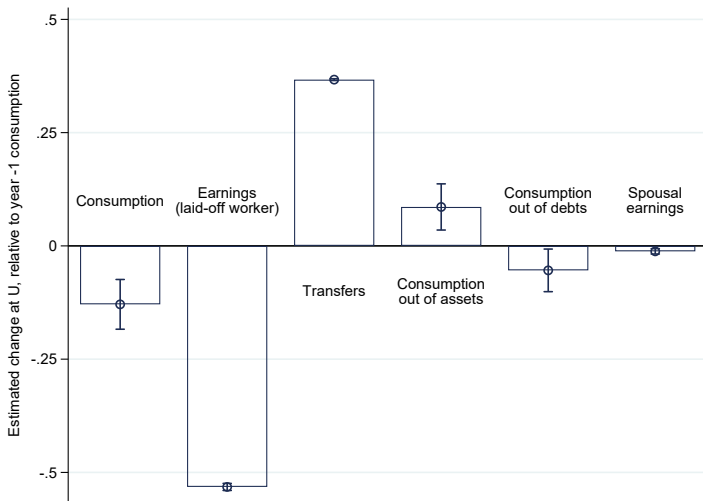 Estimated change at U, relative to year -1 consumption
.5
.25
0
-.25
-.5
Consumption
Earnings
(laid-off worker)
Transfers
Consumption
out of assets
Consumption
out of debts
Spousal
earnings